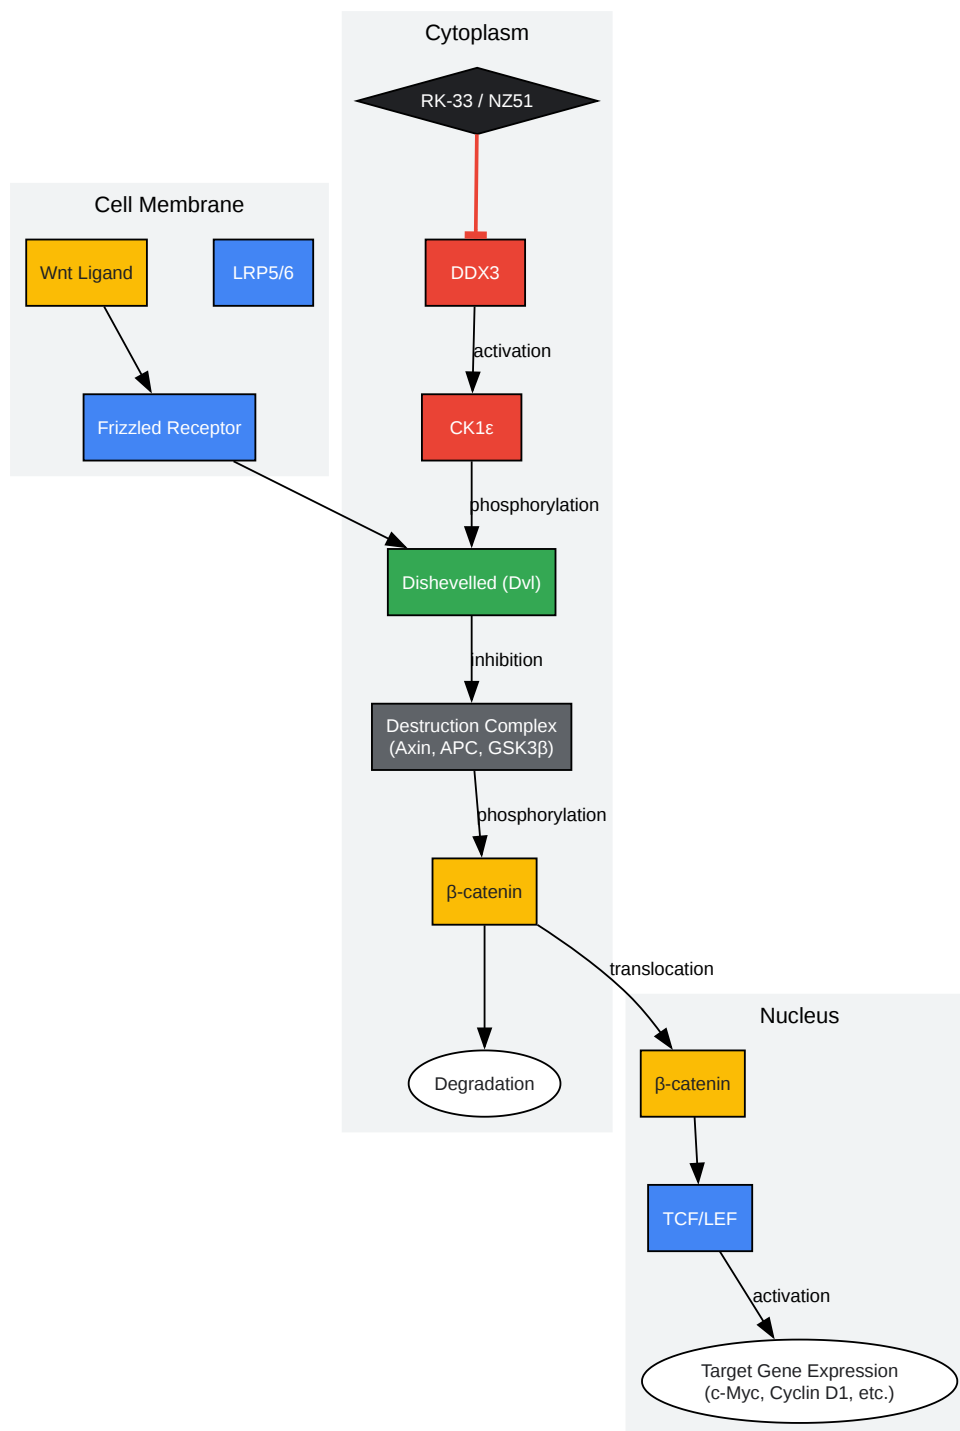 Cytoplasm
RK-33 / NZ51
Cell Membrane
Wnt Ligand
LRP5/6
DDX3
activation
Frizzled Receptor
CK1ε
phosphorylation
Dishevelled (Dvl)
inhibition
Destruction Complex
(Axin, APC, GSK3β)
phosphorylation
β-catenin
translocation
Degradation
Nucleus
β-catenin
TCF/LEF
activation
Target Gene Expression
(c-Myc, Cyclin D1, etc.)